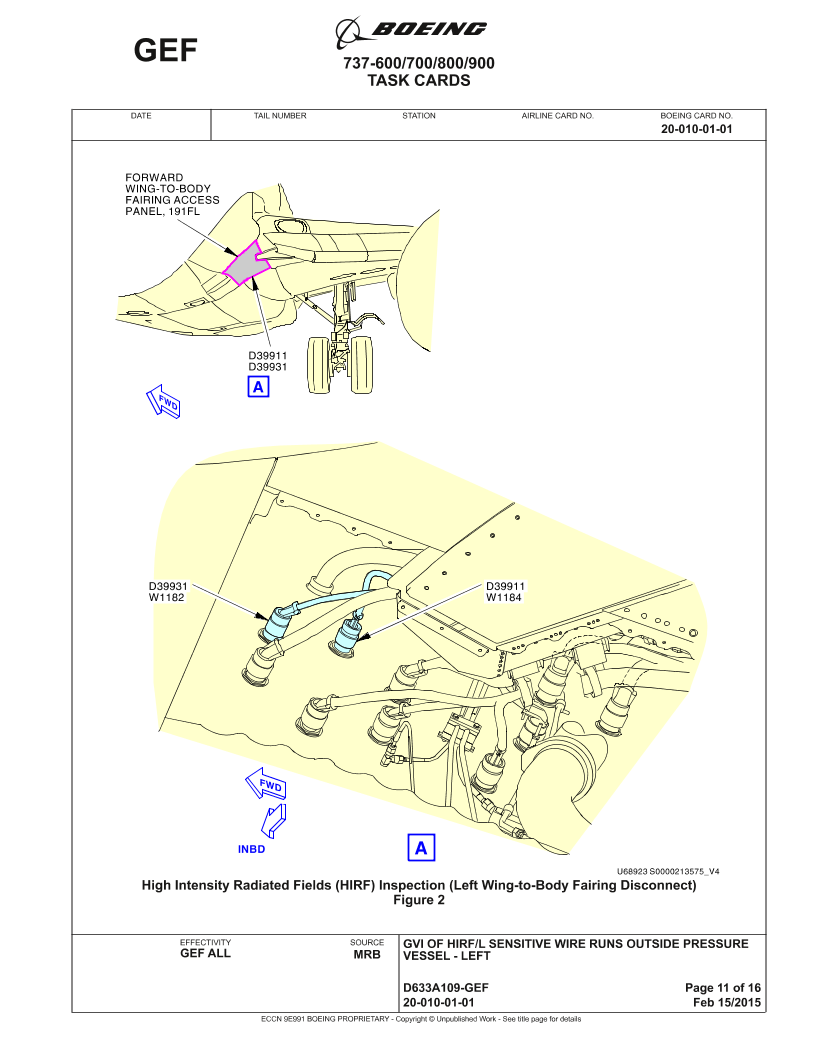 GEF
BOEING
737-600/700/800/900
TASK CARDS
DATE
TAIL NUMBER
STATION
AIRLINE CARD NO.
BOEING CARD NO.
20-010-01-01
FORWARD
WING-TO-BODY
FAIRING ACCESS
PANEL, 191FL
D39911
D39931
A
FWD
D39931
W1182
D39911
W1184
FWD
INBD
A
U68923 S0000213575_V4
High Intensity Radiated Fields (HIRF) Inspection (Left Wing-to-Body Fairing Disconnect)
Figure 2
EFFECTIVITY
GEF ALL
SOURCE
MRB
GVI OF HIRF/L SENSITIVE WIRE RUNS OUTSIDE PRESSURE
VESSEL - LEFT
D633A109-GEF
Page 11 of 16
20-010-01-01
Feb 15/2015
ECCN 9E991 BOEING PROPRIETARY - Copyright © Unpublished Work - See title page for details